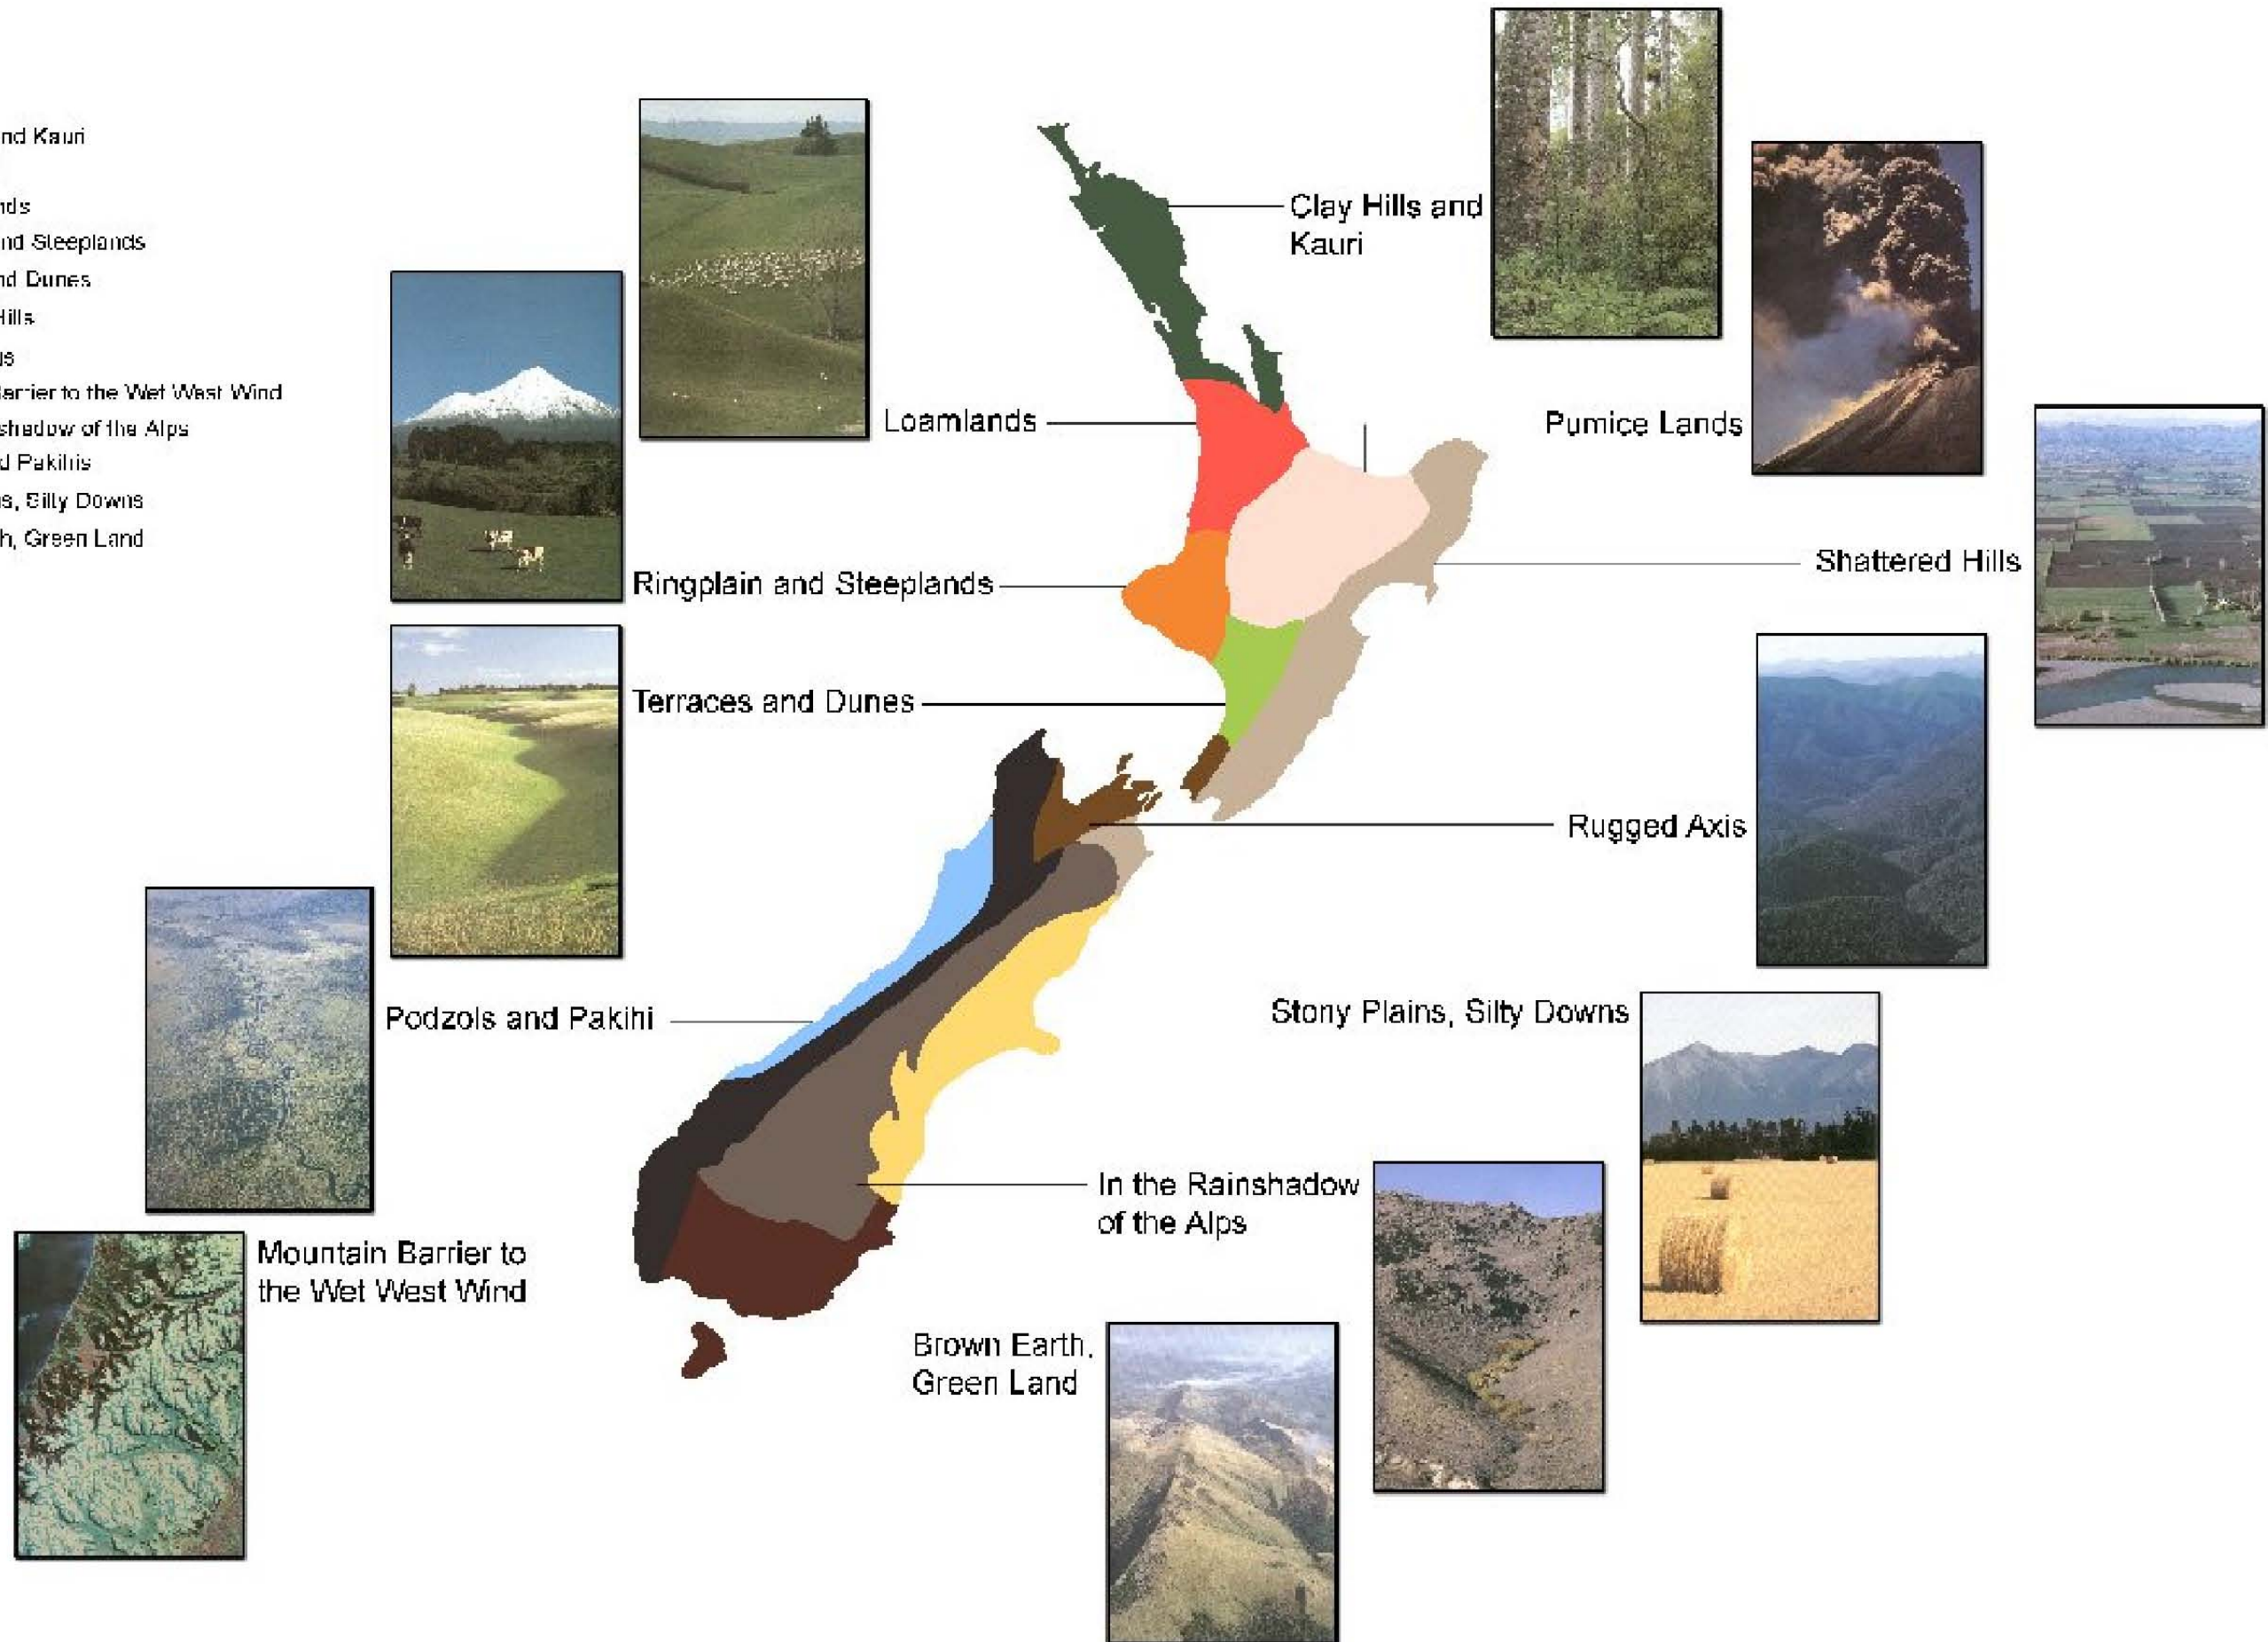 nd Kauri
nds
nd Steeplands
nd Dunes
Hills
us
Barrier to the Wet West Wind
shadow of the Alps
d Pakihis
s, Silty Downs
h, Green Land
Clay Hills and
Kauri
Loamlands
Pumice Lands
Shattered Hills
Ringplain and Steeplands
Terraces and Dunes
Rugged Axis
Stony Plains, Silty Downs
Podzols and Pakihi
In the Rainshadow
of the Alps
Mountain Barrier to
the Wet West Wind
Brown Earth,
Green Land